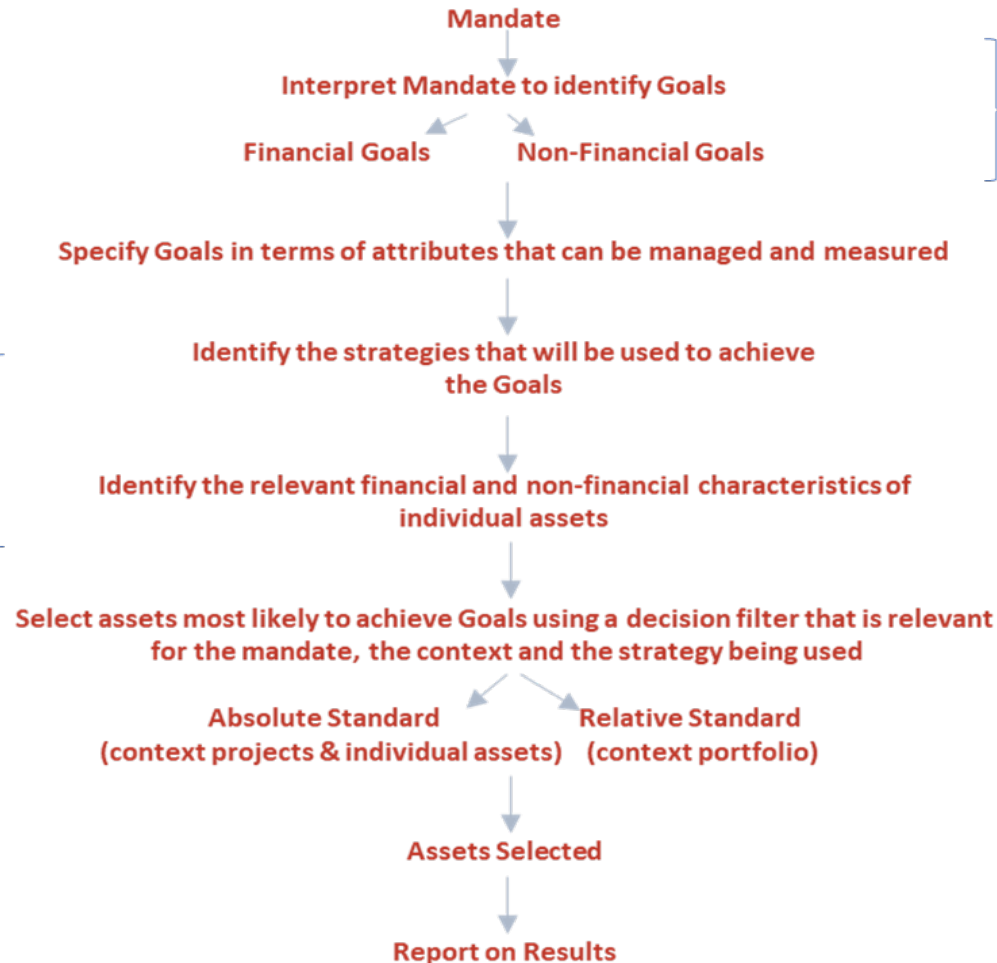 Mandate
Interpret Mandate to identify Goals
Financial Goals
Non-Financial Goals
Specify Goals in terms of attributes that can be managed and measured
Identify the strategies that will be used to achieve
the Goals
Identify the relevant financial and non-financial characteristics of
individual assets
Select assets most likely to achieve Goals using a decision filter that is relevant
for the mandate, the context and the strategy being used
Absolute Standard
(context projects & individual assets)
Relative Standard
(context portfolio)
Assets Selected
Report on Results